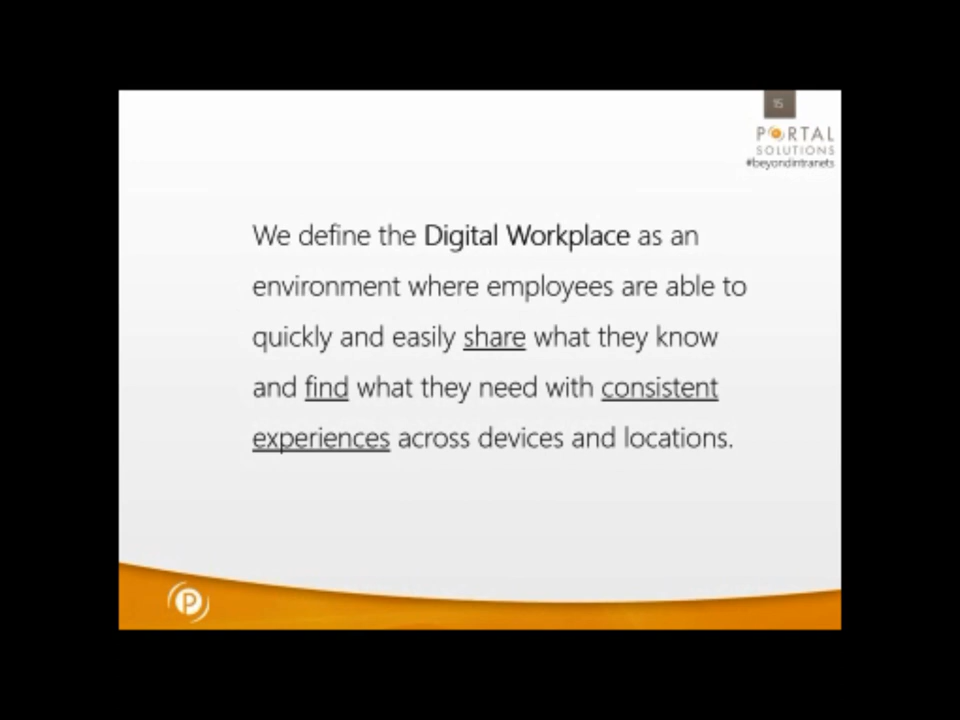 15
PORTAL
SOLUTIONS
#beyondintranets
We define the Digital Workplace as an
environment where employees are able to
quickly and easily share what they know
and find what they need with consistent
experiences across devices and locations.
P